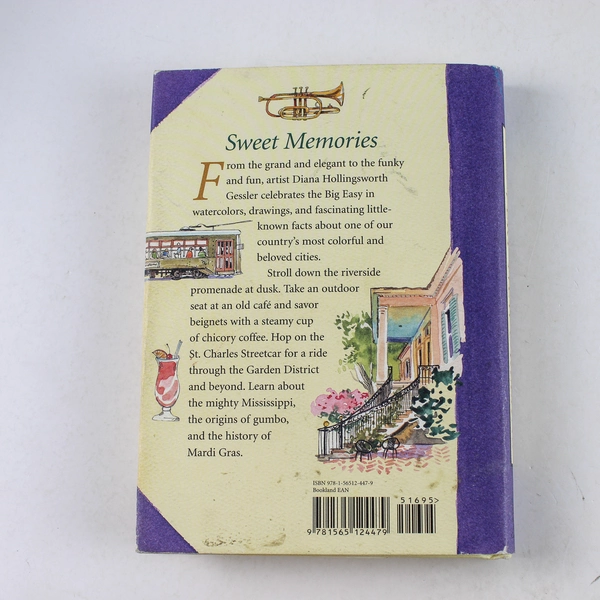 Sweet Memories
From the grand and elegant to the funky
and fun, artist Diana Hollingsworth
Gessler celebrates the Big Easy in
watercolors, drawings, and fascinating little-
known facts about one of our
country's most colorful and
beloved cities.
Stroll down the riverside
promenade at dusk. Take an outdoor
seat at an old café and savor
beignets with a steamy cup
of chicory coffee. Hop on the
St. Charles Streetcar for a ride
through the Garden District
and beyond. Learn about
the mighty Mississippi,
the origins of gumbo,
and the history of
Mardi Gras.
ISBN 978-1-56512-447-9
Bookland EAN
51695>
9 781565 124479